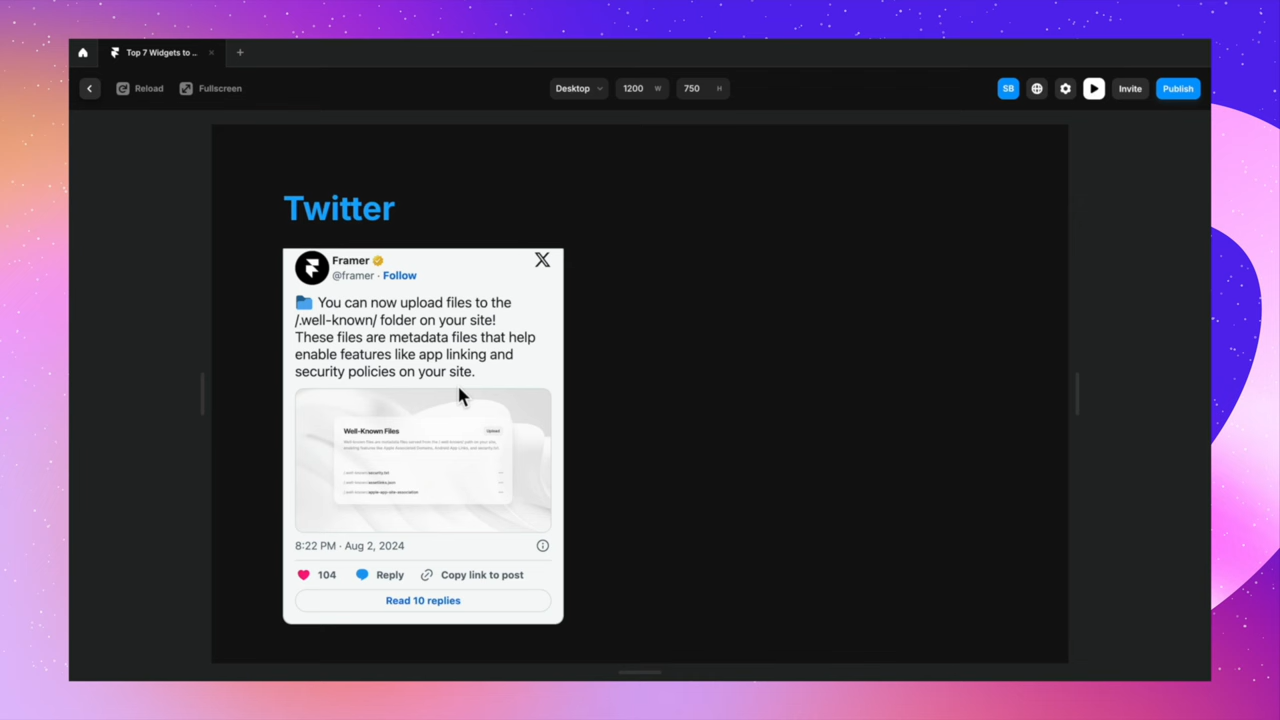 Top 7 Widgets to ..
Reload
Fullscreen
Desktop
1200 W
750 H
SB
Invite
Publish
Twitter
Framer
@framer · Follow
You can now upload files to the
/.well-known/ folder on your site!
These files are metadata files that help
enable features like app linking and
security policies on your site.
Well-Known Files
Upload
8:22 PM · Aug 2, 2024
104
Reply
Copy link to post
Read 10 replies